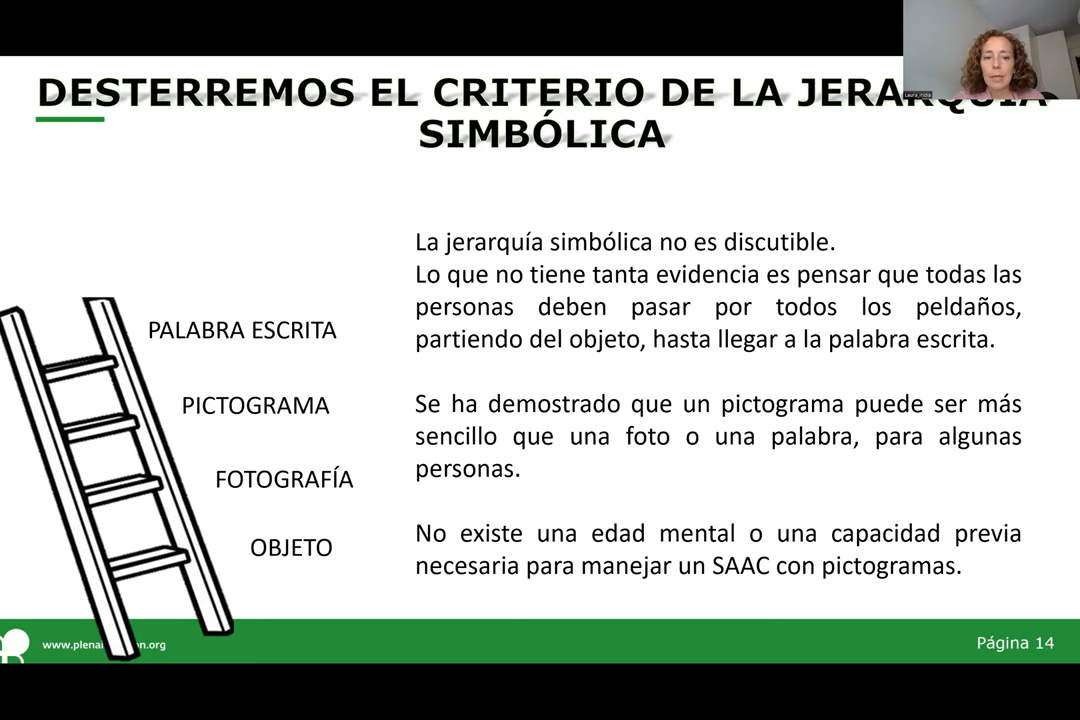 DESTERREMOS EL CRITERIO DE LA JERARQUÍA
SIMBÓLICA
La jerarquía simbólica no es discutible.
Lo que no tiene tanta evidencia es pensar que todas las
personas deben pasar por todos los peldaños,
partiendo del objeto, hasta llegar a la palabra escrita.
Se ha demostrado que un pictograma puede ser más
sencillo que una foto o una palabra, para algunas
personas.
No existe una edad mental o una capacidad previa
necesaria para manejar un SAAC con pictogramas.
PALABRA ESCRITA
PICTOGRAMA
FOTOGRAFÍA
OBJETO
Página 14